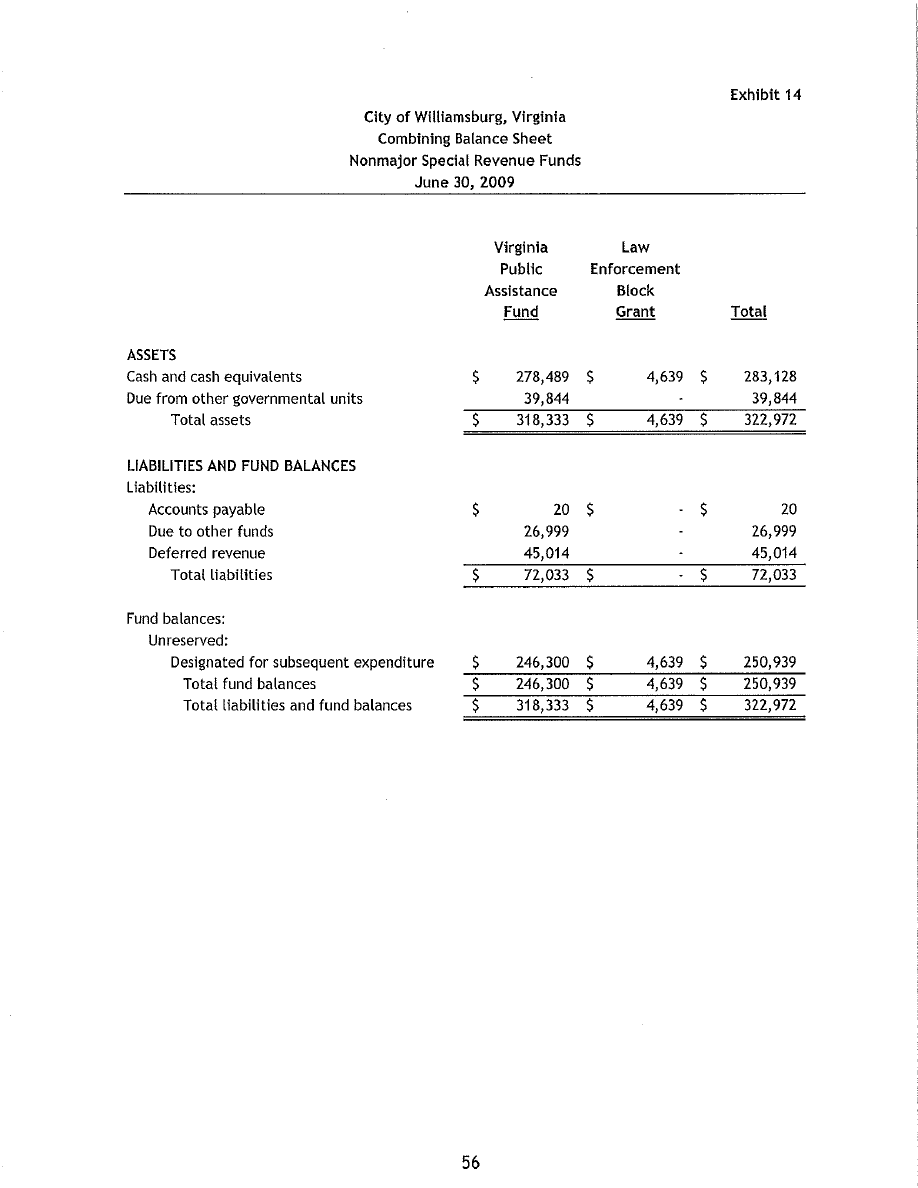 Exhibit 14
City of Williamsburg, Virginia
Combining Balance Sheet
Nonmajor Special Revenue Funds
June 30, 2009
Virginia Law
Public Enforcement
Assistance Block
Fund Grant Total
ASSETS
Cash and cash equivalents $ 278,489 $ 4,639 $ 283,128
Due from other governmental units 39,844 - 39,844
Total assets $ 318,333 $ 4,639 $ 322,972
LIABILITIES AND FUND BALANCES
Liabilities:
Accounts payable $ 20 $ - $ 20
Due to other funds 26,999 - 26,999
Deferred revenue 45,014 - 45,014
Total liabilities $ 72,033 $ - $ 72,033
Fund balances:
Unreserved:
Designated for subsequent expenditure $ 246,300 $ 4,639 $ 250,939
Total fund balances $ 246,300 $ 4,639 $ 250,939
Total liabilities and fund balances $ 318,333 $ 4,639 $ 322,972
56